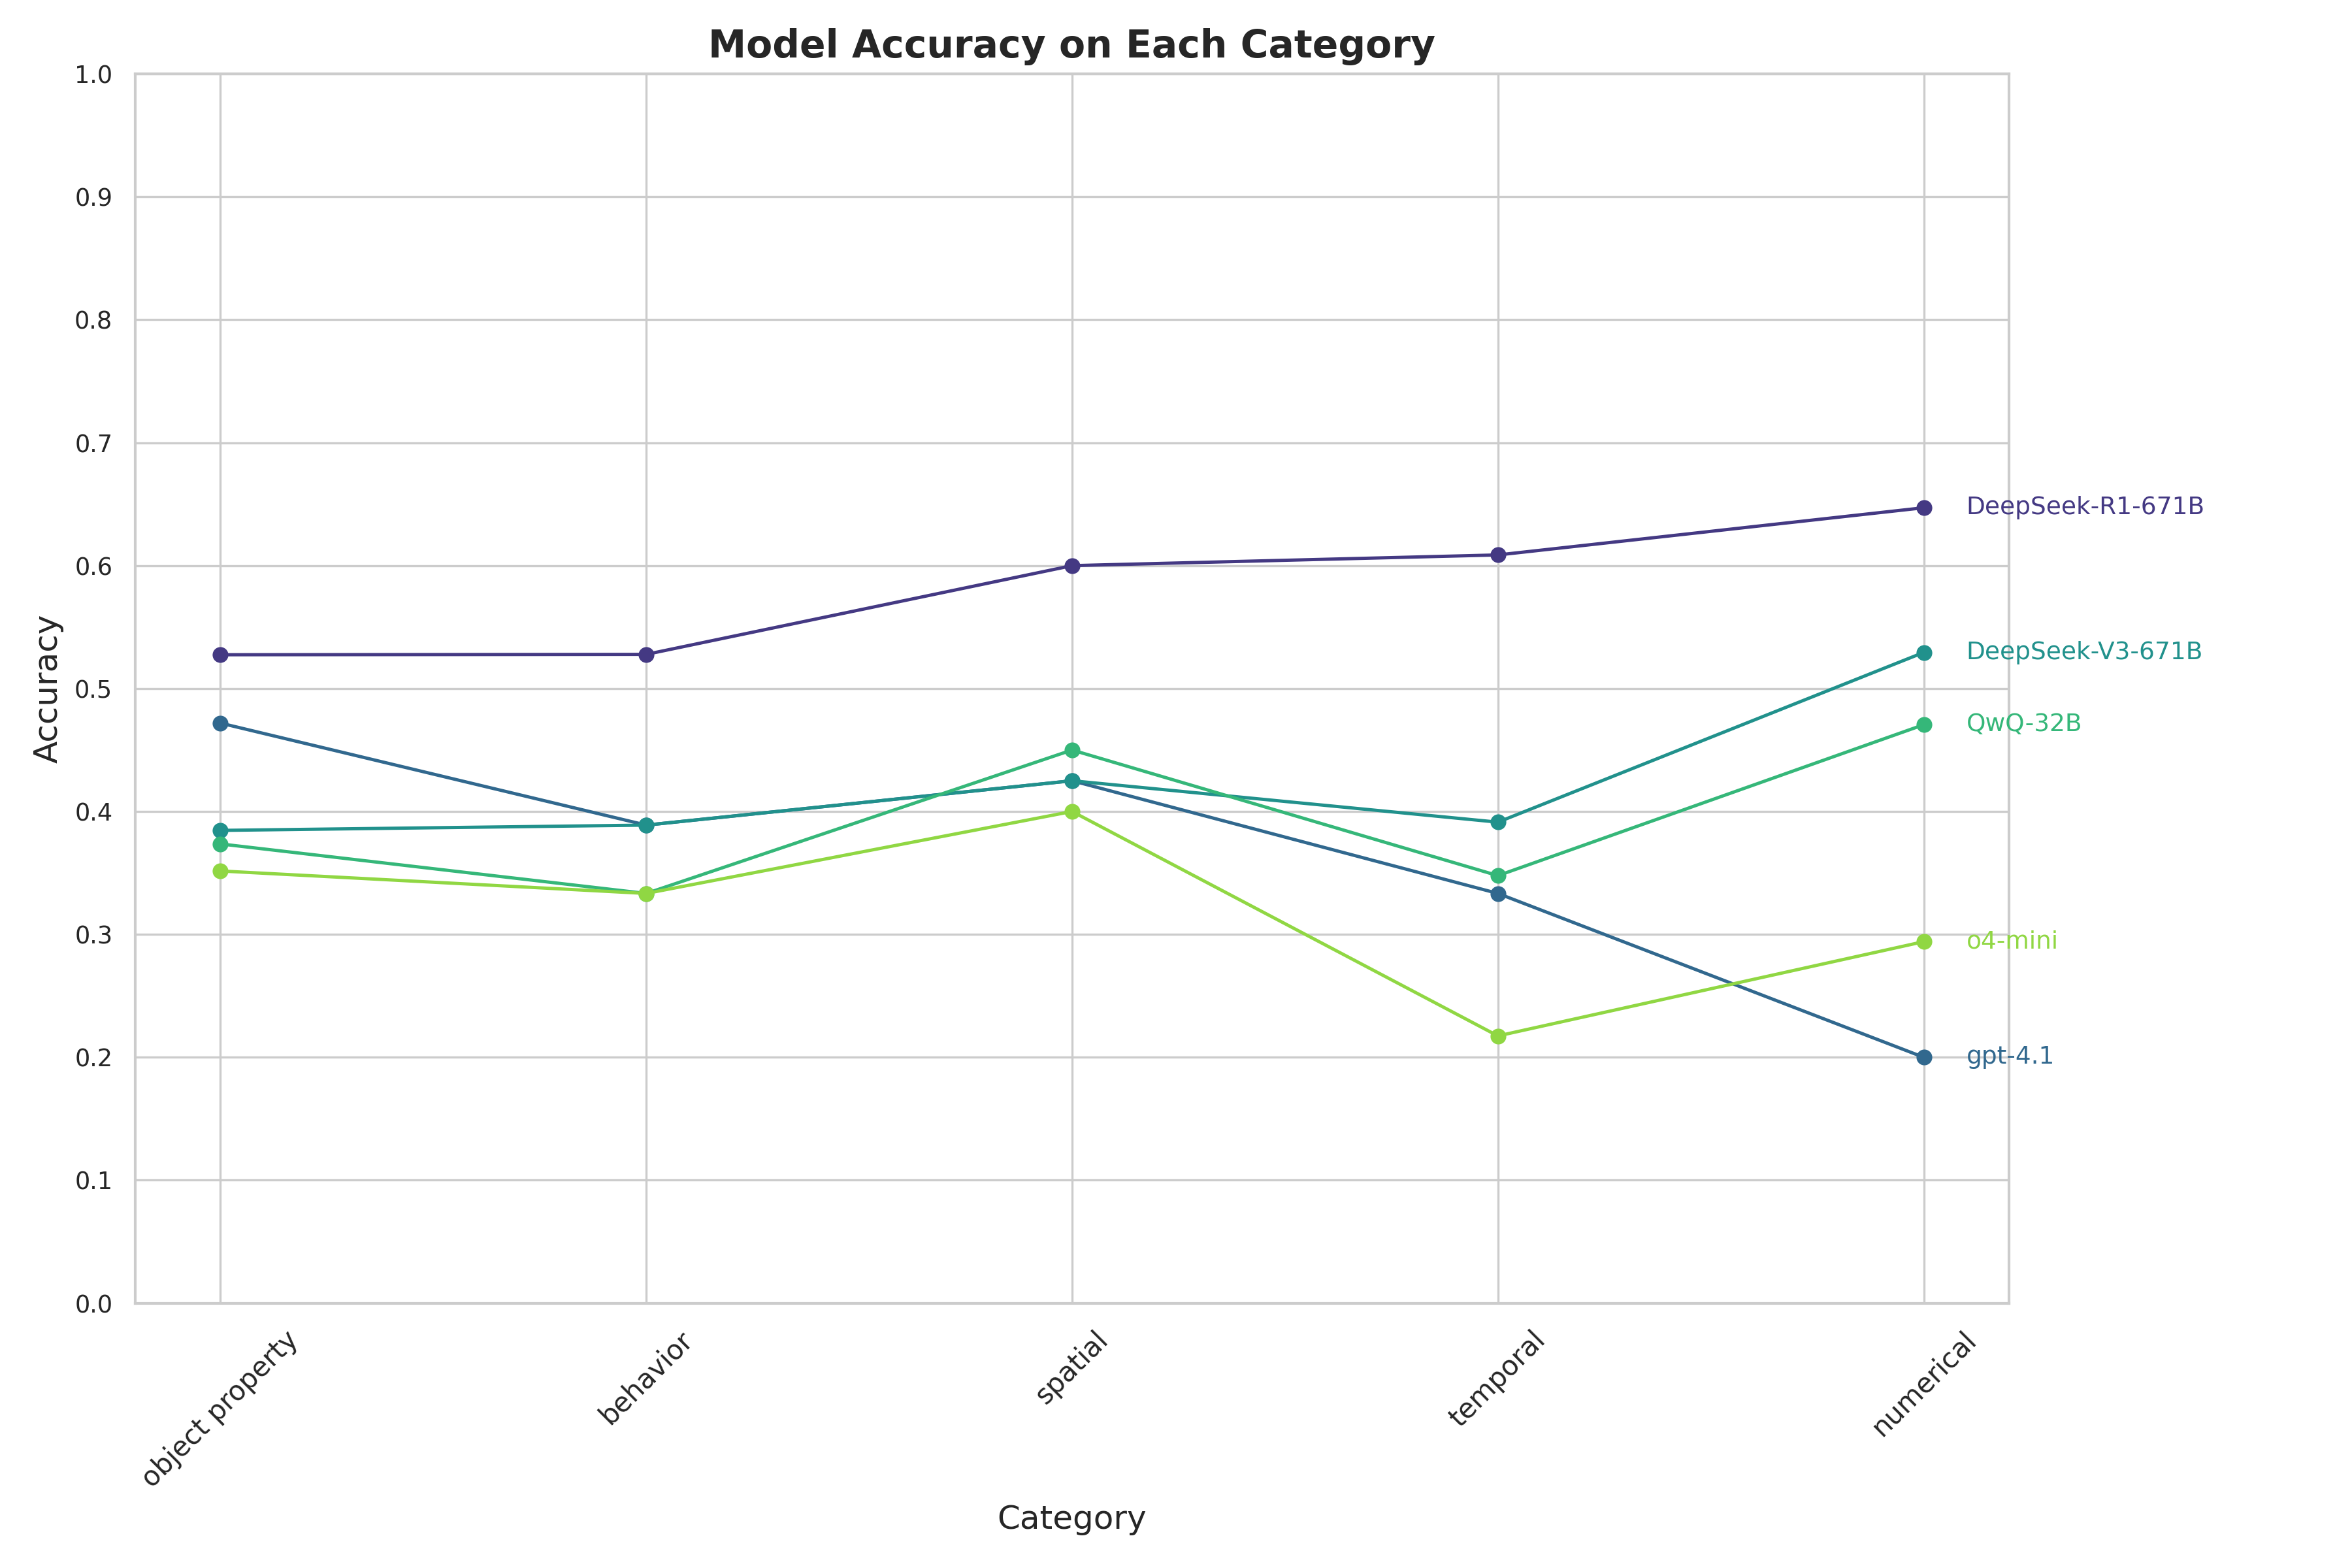 Model Accuracy on Each Category
1.0
0.9
0.8
0.7
0.6
0.5
0.4
0.3
0.2
0.1
0.0
Accuracy
DeepSeek-R1-671B
DeepSeek-V3-671B
QwQ-32B
o4-mini
gpt-4.1
object property
behavior
spatial
temporal
numerical
Category